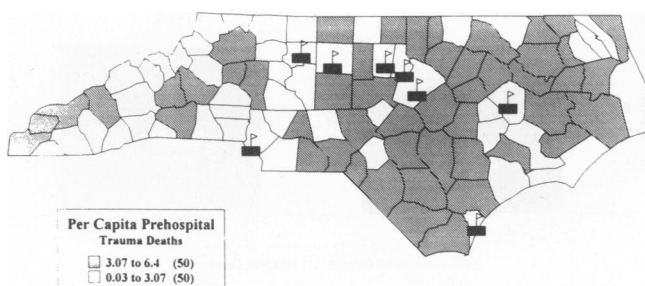 Per Capita Prehospital
Trauma Deaths
3.07 to 6.4 (50)
0.03 to 3.07 (50)